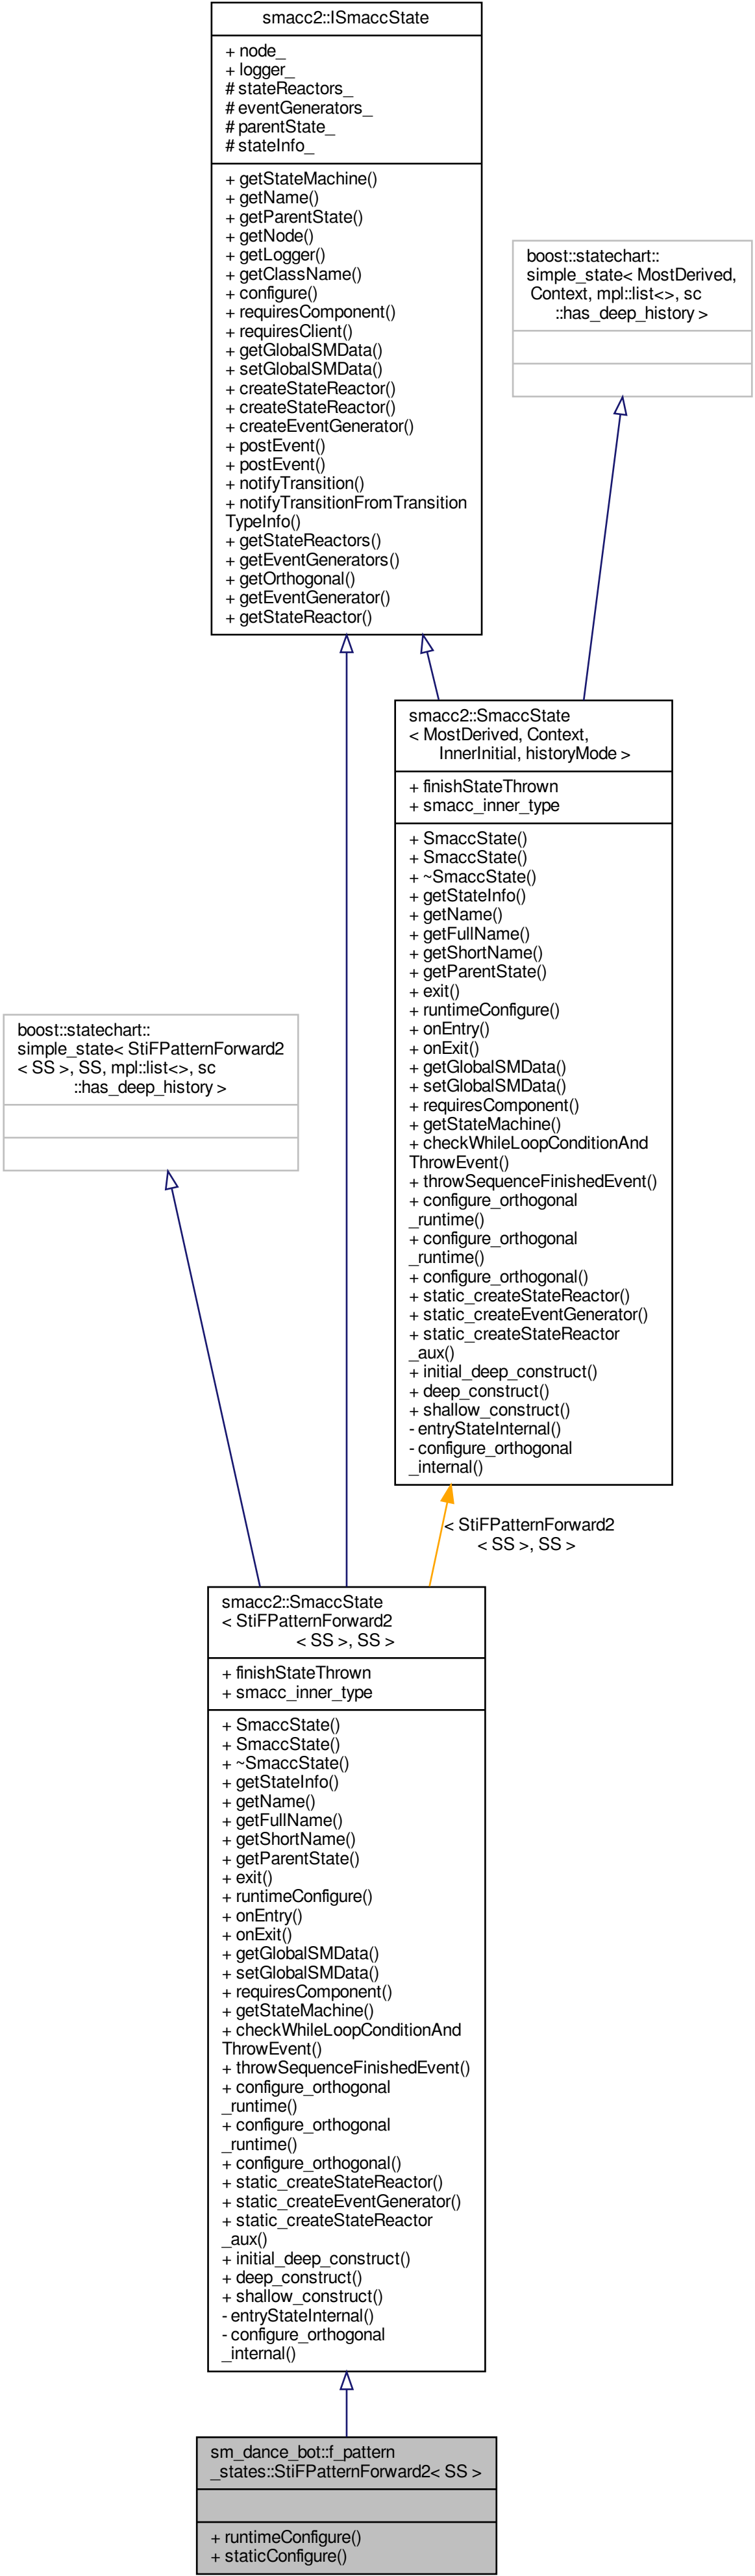 smacc2::ISmaccState
+ node_
+ logger_
# stateReactors_
# eventGenerators_
# parentState_
# stateInfo_
+ getStateMachine()
+ getName()
+ getParentState()
+ getNode()
+ getLogger()
+ getClassName()
+ configure()
+ requiresComponent()
+ requiresClient()
+ getGlobalSMData()
+ setGlobalSMData()
+ createStateReactor()
+ createStateReactor()
+ createEventGenerator()
+ postEvent()
+ postEvent()
+ notifyTransition()
+ notifyTransitionFromTransition
TypeInfo()
+ getStateReactors()
+ getEventGenerators()
+ getOrthogonal()
+ getEventGenerator()
+ getStateReactor()
boost::statechart::
simple_state< MostDerived,
Context, mpl::list<>, sc
::has_deep_history >
smacc2::SmaccState
< MostDerived, Context,
InnerInitial, historyMode >
+ finishStateThrown
+ smacc_inner_type
+ SmaccState()
+ SmaccState()
+ ~SmaccState()
+ getStateInfo()
+ getName()
+ getFullName()
+ getShortName()
+ getParentState()
+ exit()
+ runtimeConfigure()
+ onEntry()
+ onExit()
+ getGlobalSMData()
+ setGlobalSMData()
+ requiresComponent()
+ getStateMachine()
+ checkWhileLoopConditionAnd
ThrowEvent()
+ throwSequenceFinishedEvent()
+ configure_orthogonal
_runtime()
+ configure_orthogonal
_runtime()
+ configure_orthogonal()
+ static_createStateReactor()
+ static_createEventGenerator()
+ static_createStateReactor
_aux()
+ initial_deep_construct()
+ deep_construct()
+ shallow_construct()
- entryStateInternal()
- configure_orthogonal
_internal()
boost::statechart::
simple_state< StiFPatternForward2
< SS >, SS, mpl::list<>, sc
::has_deep_history >
< StiFPatternForward2
< SS >, SS >
smacc2::SmaccState
< StiFPatternForward2
< SS >, SS >
+ finishStateThrown
+ smacc_inner_type
+ SmaccState()
+ SmaccState()
+ ~SmaccState()
+ getStateInfo()
+ getName()
+ getFullName()
+ getShortName()
+ getParentState()
+ exit()
+ runtimeConfigure()
+ onEntry()
+ onExit()
+ getGlobalSMData()
+ setGlobalSMData()
+ requiresComponent()
+ getStateMachine()
+ checkWhileLoopConditionAnd
ThrowEvent()
+ throwSequenceFinishedEvent()
+ configure_orthogonal
_runtime()
+ configure_orthogonal
_runtime()
+ configure_orthogonal()
+ static_createStateReactor()
+ static_createEventGenerator()
+ static_createStateReactor
_aux()
+ initial_deep_construct()
+ deep_construct()
+ shallow_construct()
- entryStateInternal()
- configure_orthogonal
_internal()
sm_dance_bot::f_pattern
_states::StiFPatternForward2< SS >
+ runtimeConfigure()
+ staticConfigure()